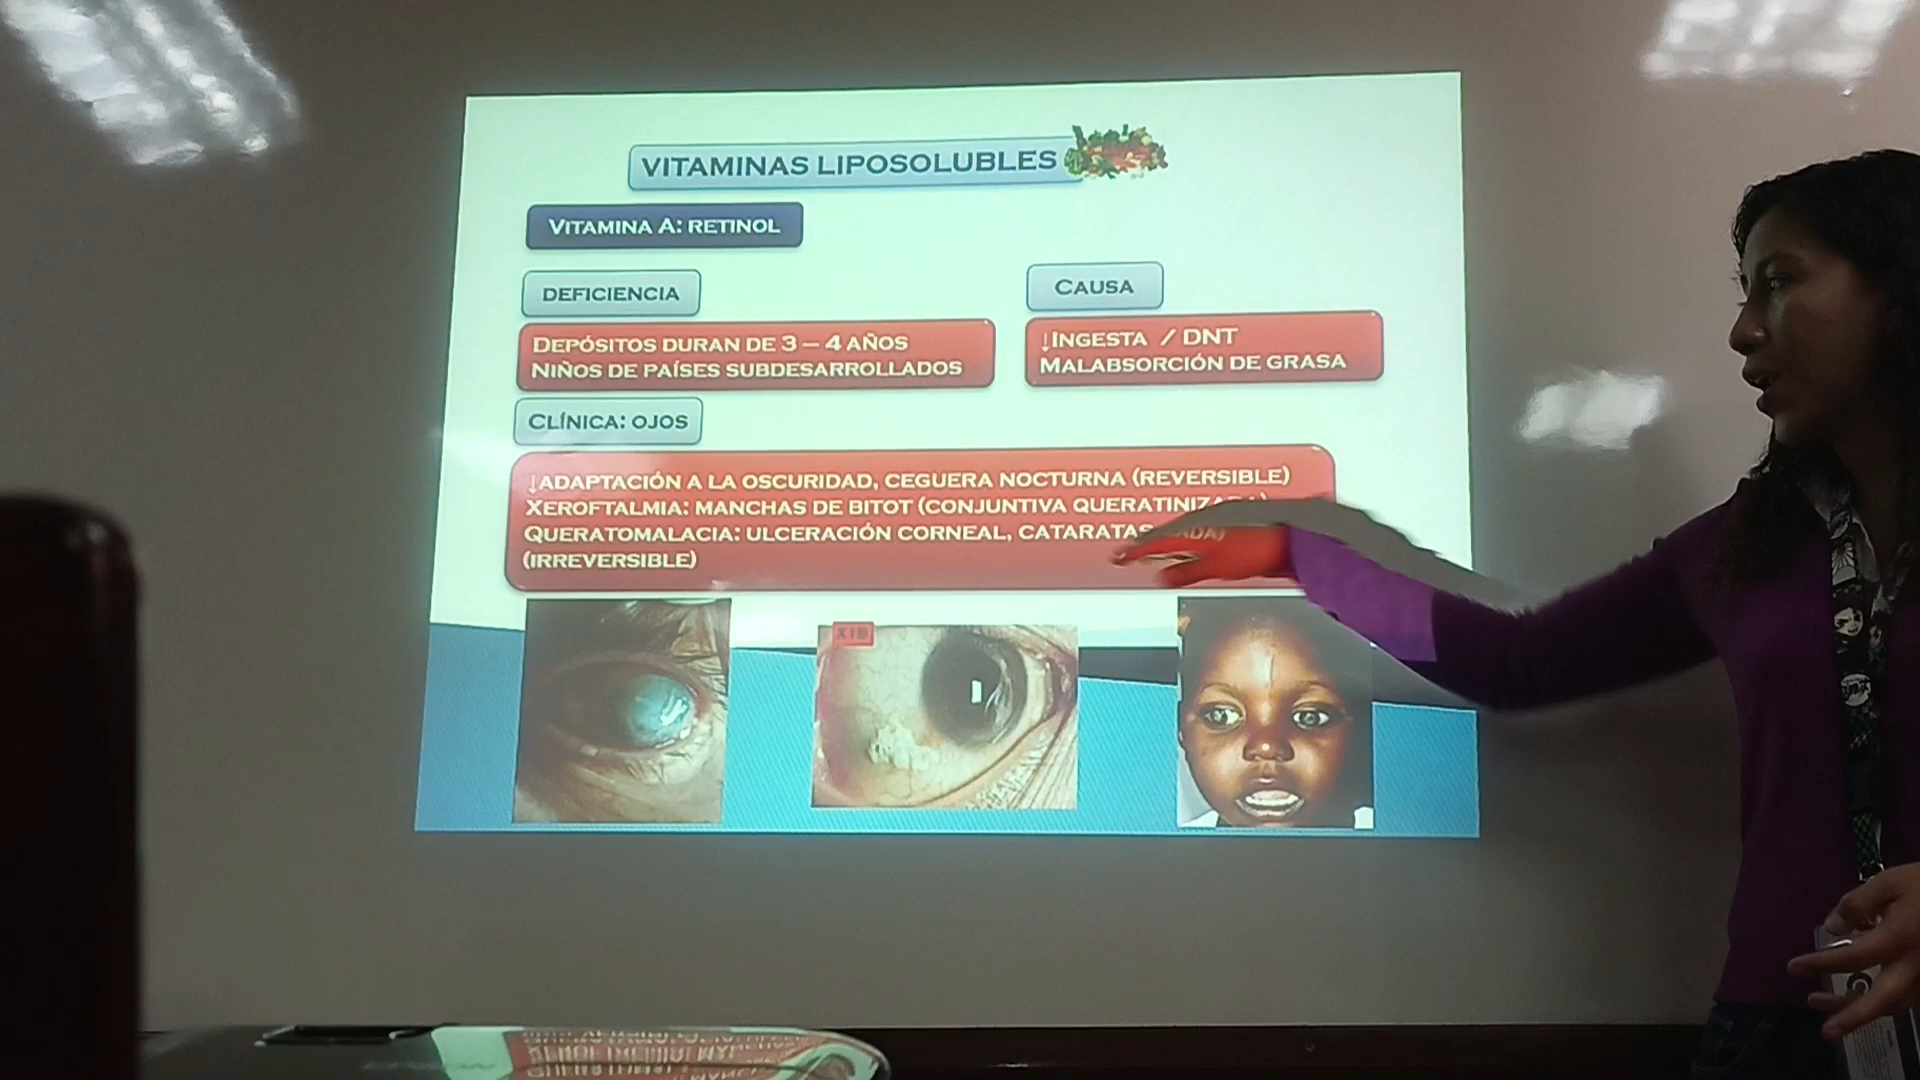 VITAMINAS LIPOSOLUBLES
VITAMINA A: RETINOL
DEFICIENCIA
CAUSA
DEPÓSITOS DURAN DE 3 – 4 AÑOS
NIÑOS DE PAÍSES SUBDESARROLLADOS
↓INGESTA / DNT
MALABSORCIÓN DE GRASA
CLÍNICA: OJOS
↓ADAPTACIÓN A LA OSCURIDAD, CEGUERA NOCTURNA (REVERSIBLE)
XEROFTALMIA: MANCHAS DE BITOT (CONJUNTIVA QUERATINIZADA)
QUERATOMALACIA: ULCERACIÓN CORNEAL, CATARATAS
(IRREVERSIBLE)
X1B